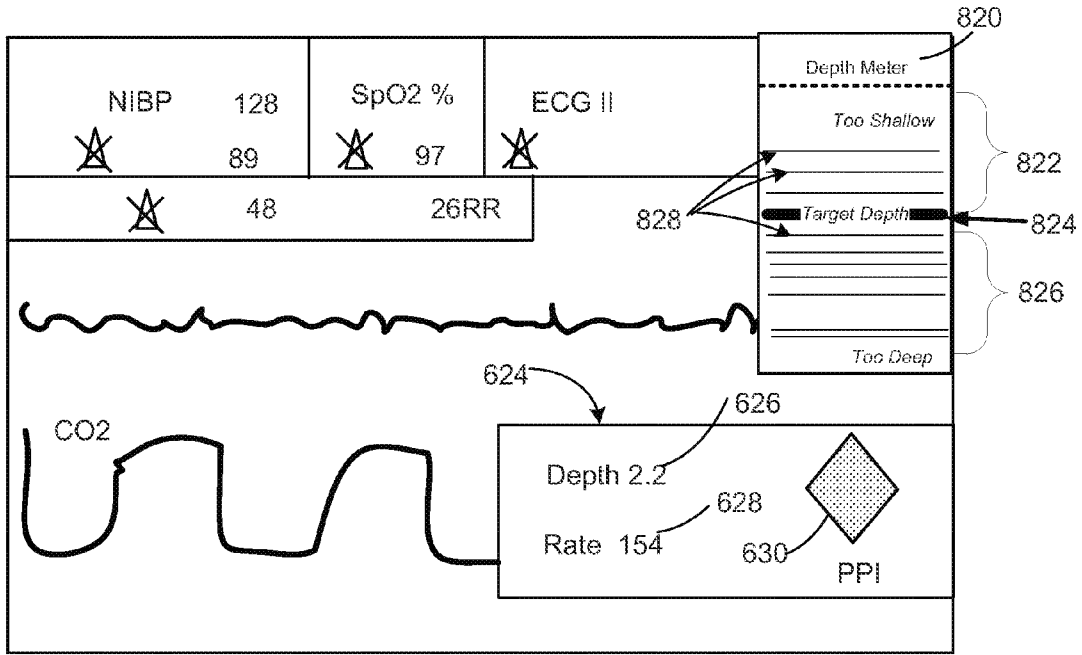 820
Depth Meter
NIBP 128
SpO2 %
ECG II
Too Shallow
89
97
822
48
26RR
828
Target Depth
824
826
Too Deep
624
626
CO2
Depth 2.2
628
Rate 154
630
PPI